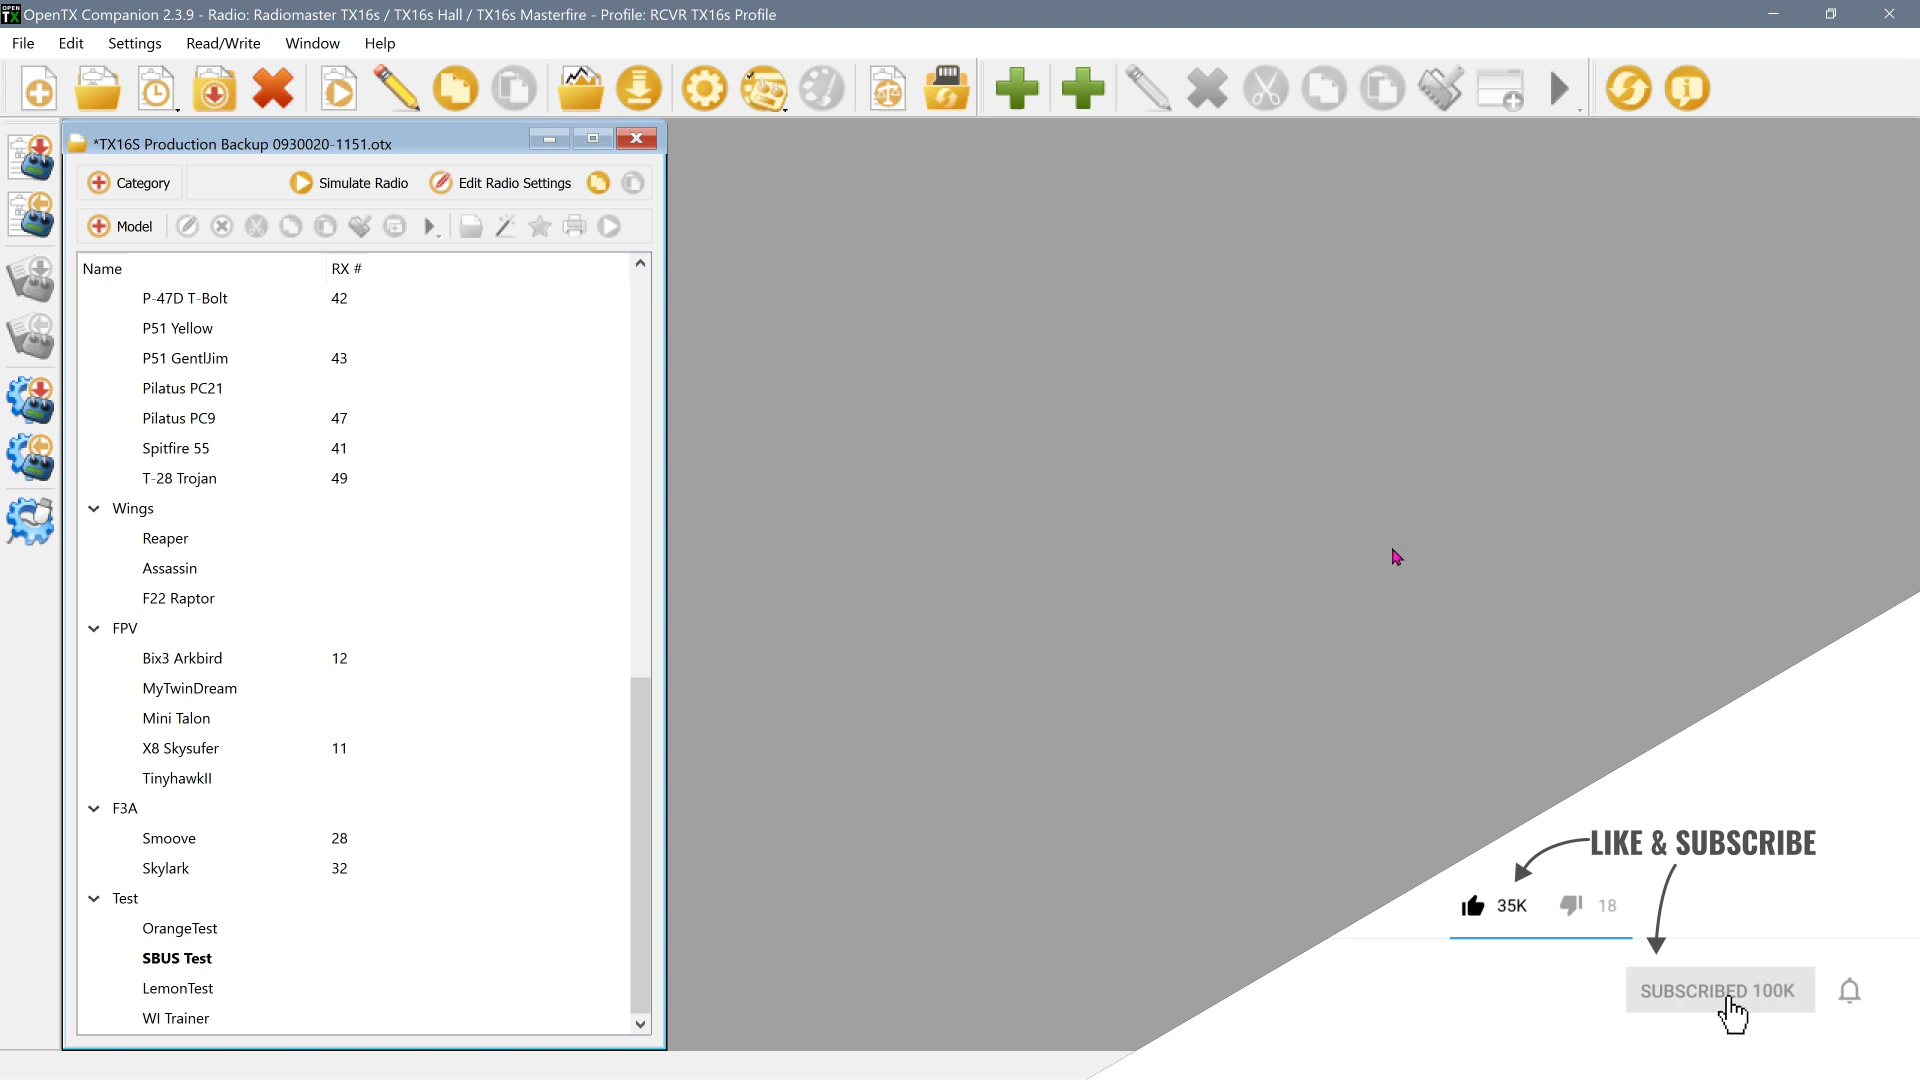 OPEN TX OpenTX Companion 2.3.9 - Radio: Radiomaster TX16s / TX16s Hall / TX16s Masterfire - Profile: RCVR TX16s Profile
File Edit Settings Read/Write Window Help
*TX16S Production Backup 0930020-1151.otx
Category Simulate Radio Edit Radio Settings
Model
Name RX #
P-47D T-Bolt 42
P51 Yellow
P51 GentlJim 43
Pilatus PC21
Pilatus PC9 47
Spitfire 55 41
T-28 Trojan 49
Wings
Reaper
Assassin
F22 Raptor
FPV
Bix3 Arkbird 12
MyTwinDream
Mini Talon
X8 Skysufer 11
TinyhawkII
F3A
Smoove 28
Skylark 32
Test
OrangeTest
SBUS Test
LemonTest
WI Trainer
LIKE & SUBSCRIBE
35K 18
SUBSCRIBED 100K